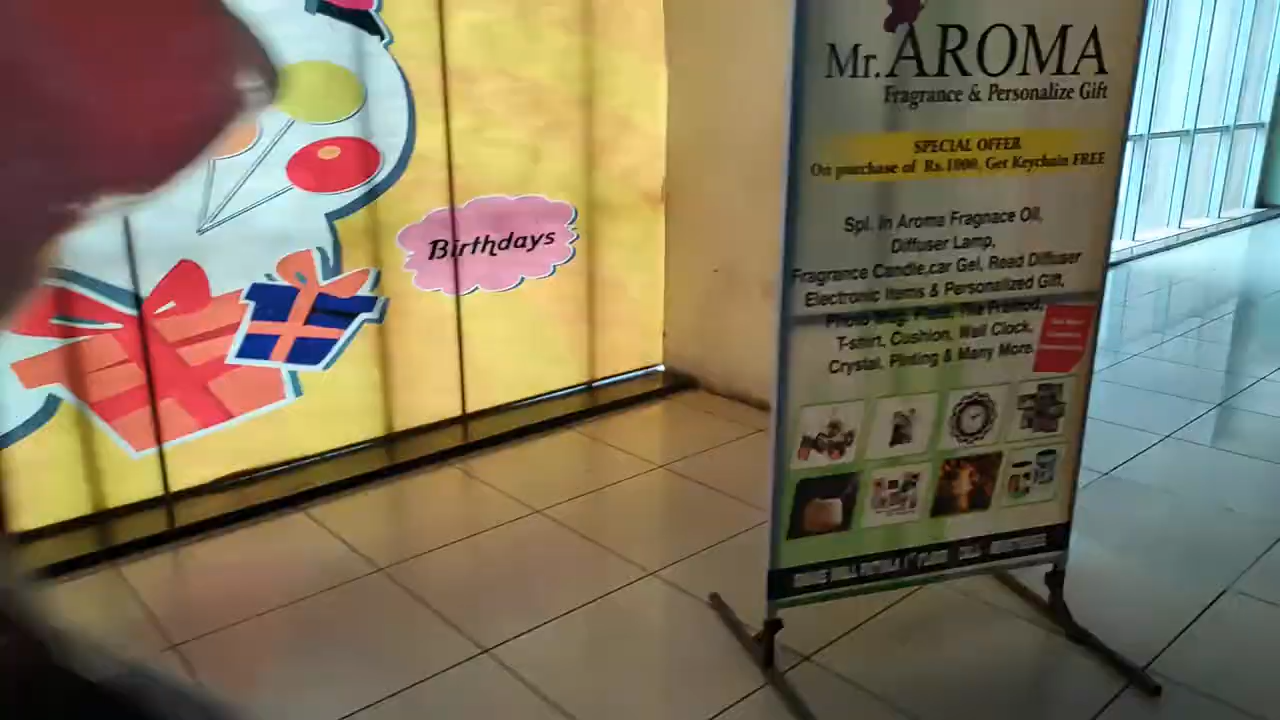 Birthdays
Mr. AROMA
Fragrance & Personalize Gift
SPECIAL OFFER
On purchase of Rs.1000, Get Keychain FREE
Spl. In Aroma Fragnace Oil,
Diffuser Lamp,
Fragrance Candle,car Gel, Reed Diffuser
Electronic Items & Personalized Gift,
Photo Mug, Plate, Tile Framod,
T-shirt, Cushion, Wall Clock,
Crystal, Pinting & Many More